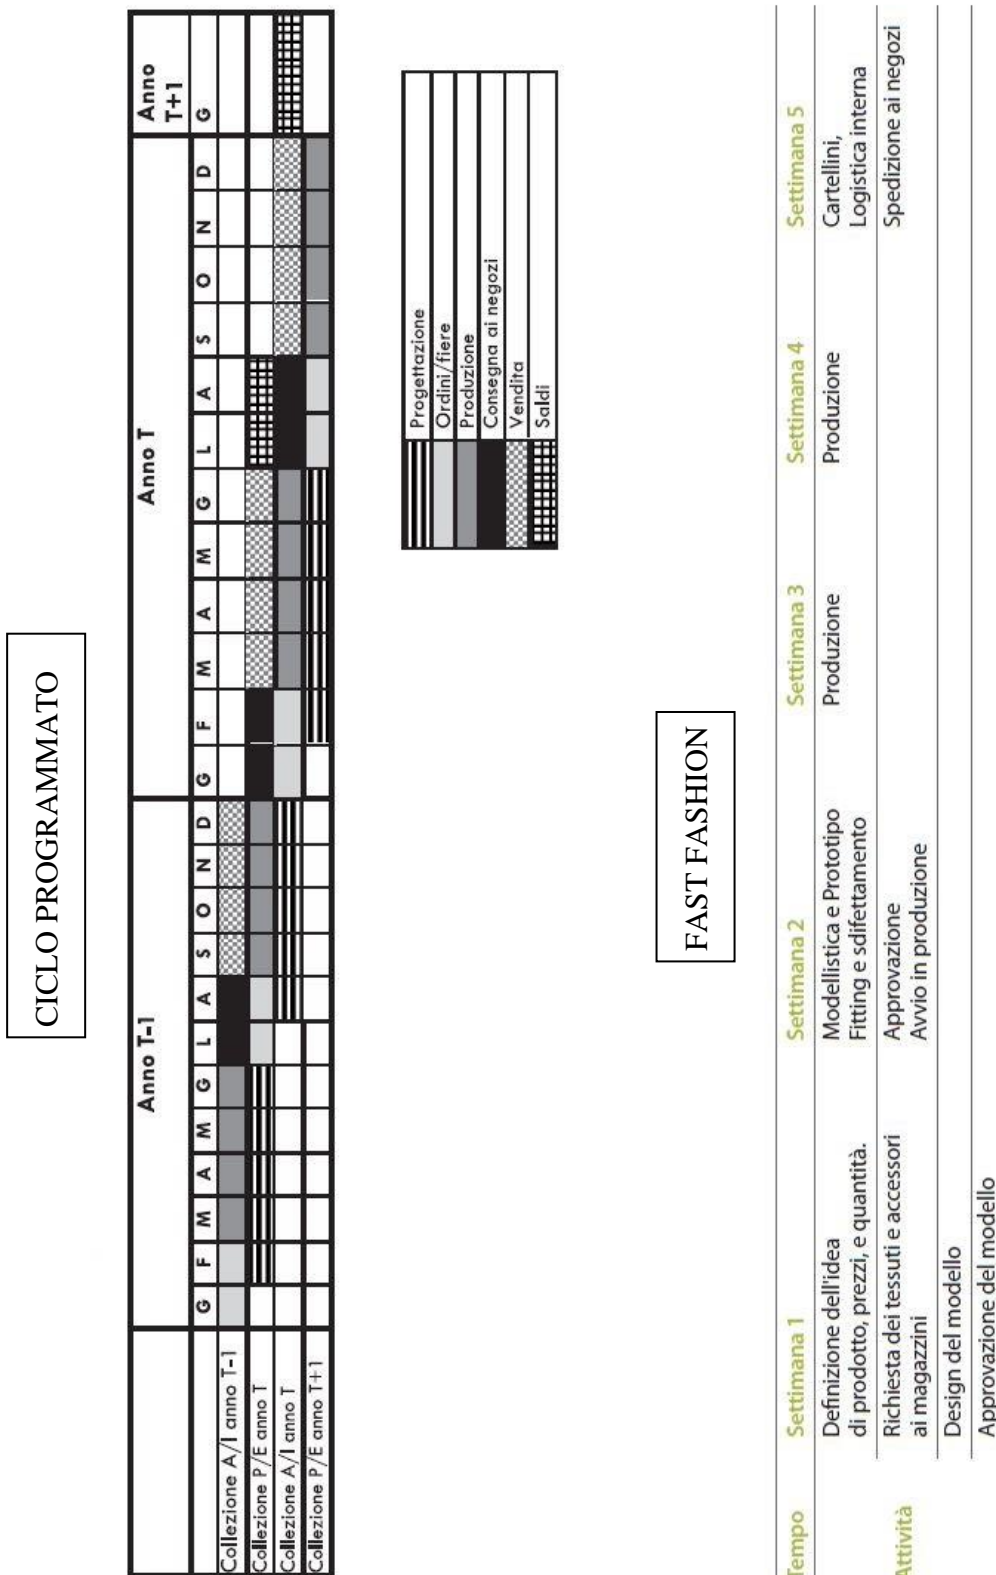 CICLO PROGRAMMATO
Anno T-1
Anno T
Anno
T+1
G F M A M G L A S O N D G F M A M G L A S O N D G
Collezione A/I anno T-1
Collezione P/E anno T
Collezione A/I anno T
Collezione P/E anno T+1
Progettazione
Ordini/fiere
Produzione
Consegna ai negozi
Vendita
Saldi
FAST FASHION
Tempo
Settimana 1
Settimana 2
Settimana 3
Settimana 4
Settimana 5
Attività
Definizione dell'idea
di prodotto, prezzi, e quantità.
Modellistica e Prototipo
Fitting e sdifettamento
Produzione
Produzione
Cartellini,
Logistica interna
Richiesta dei tessuti e accessori
ai magazzini
Approvazione
Avvio in produzione
Spedizione ai negozi
Design del modello
Approvazione del modello